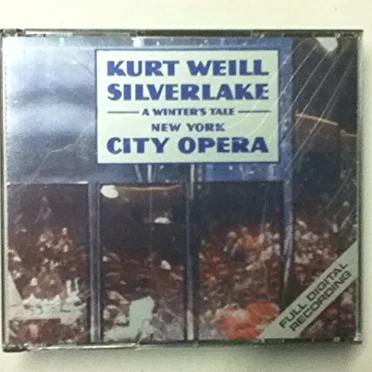 KURT WEILL
SILVERLAKE
A WINTER'S TALE
NEW YORK
CITY OPERA
FULL DIGITAL
RECORDING